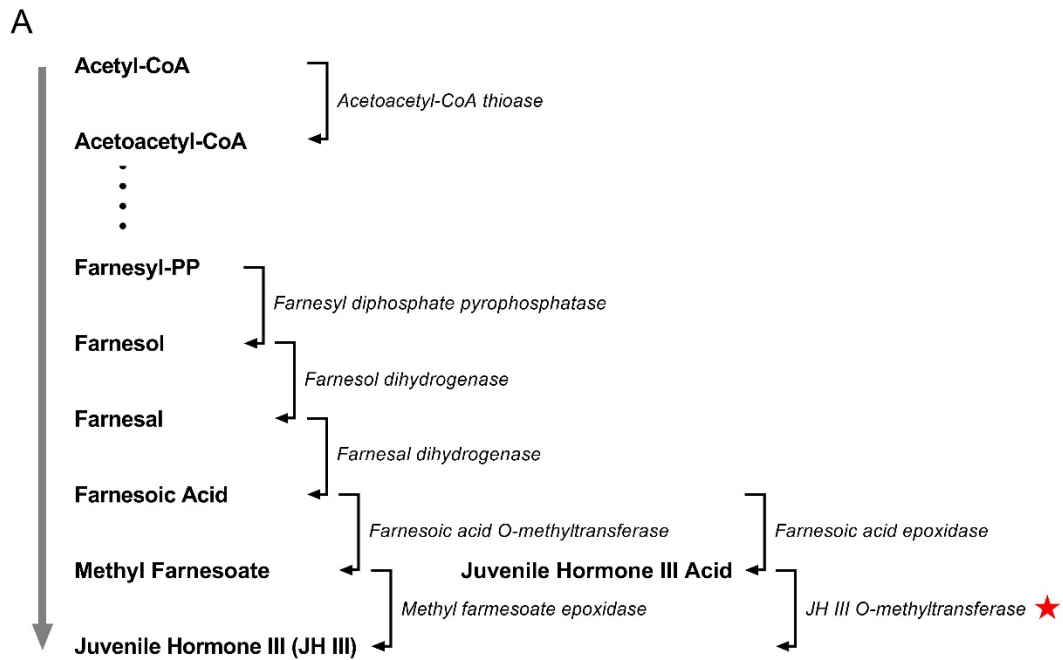 A
Acetyl-CoA
Acetoacetyl-CoA thioase
Acetoacetyl-CoA
Farnesyl-PP
Farnesyl diphosphate pyrophosphatase
Farnesol
Farnesol dihydrogenase
Farnesal
Farnesal dihydrogenase
Farnesoic Acid
Farnesoic acid O-methyltransferase Farnesoic acid epoxidase
Methyl Farnesoate Juvenile Hormone III Acid
Methyl farmesoate epoxidase JH III O-methyltransferase
Juvenile Hormone III (JH III)